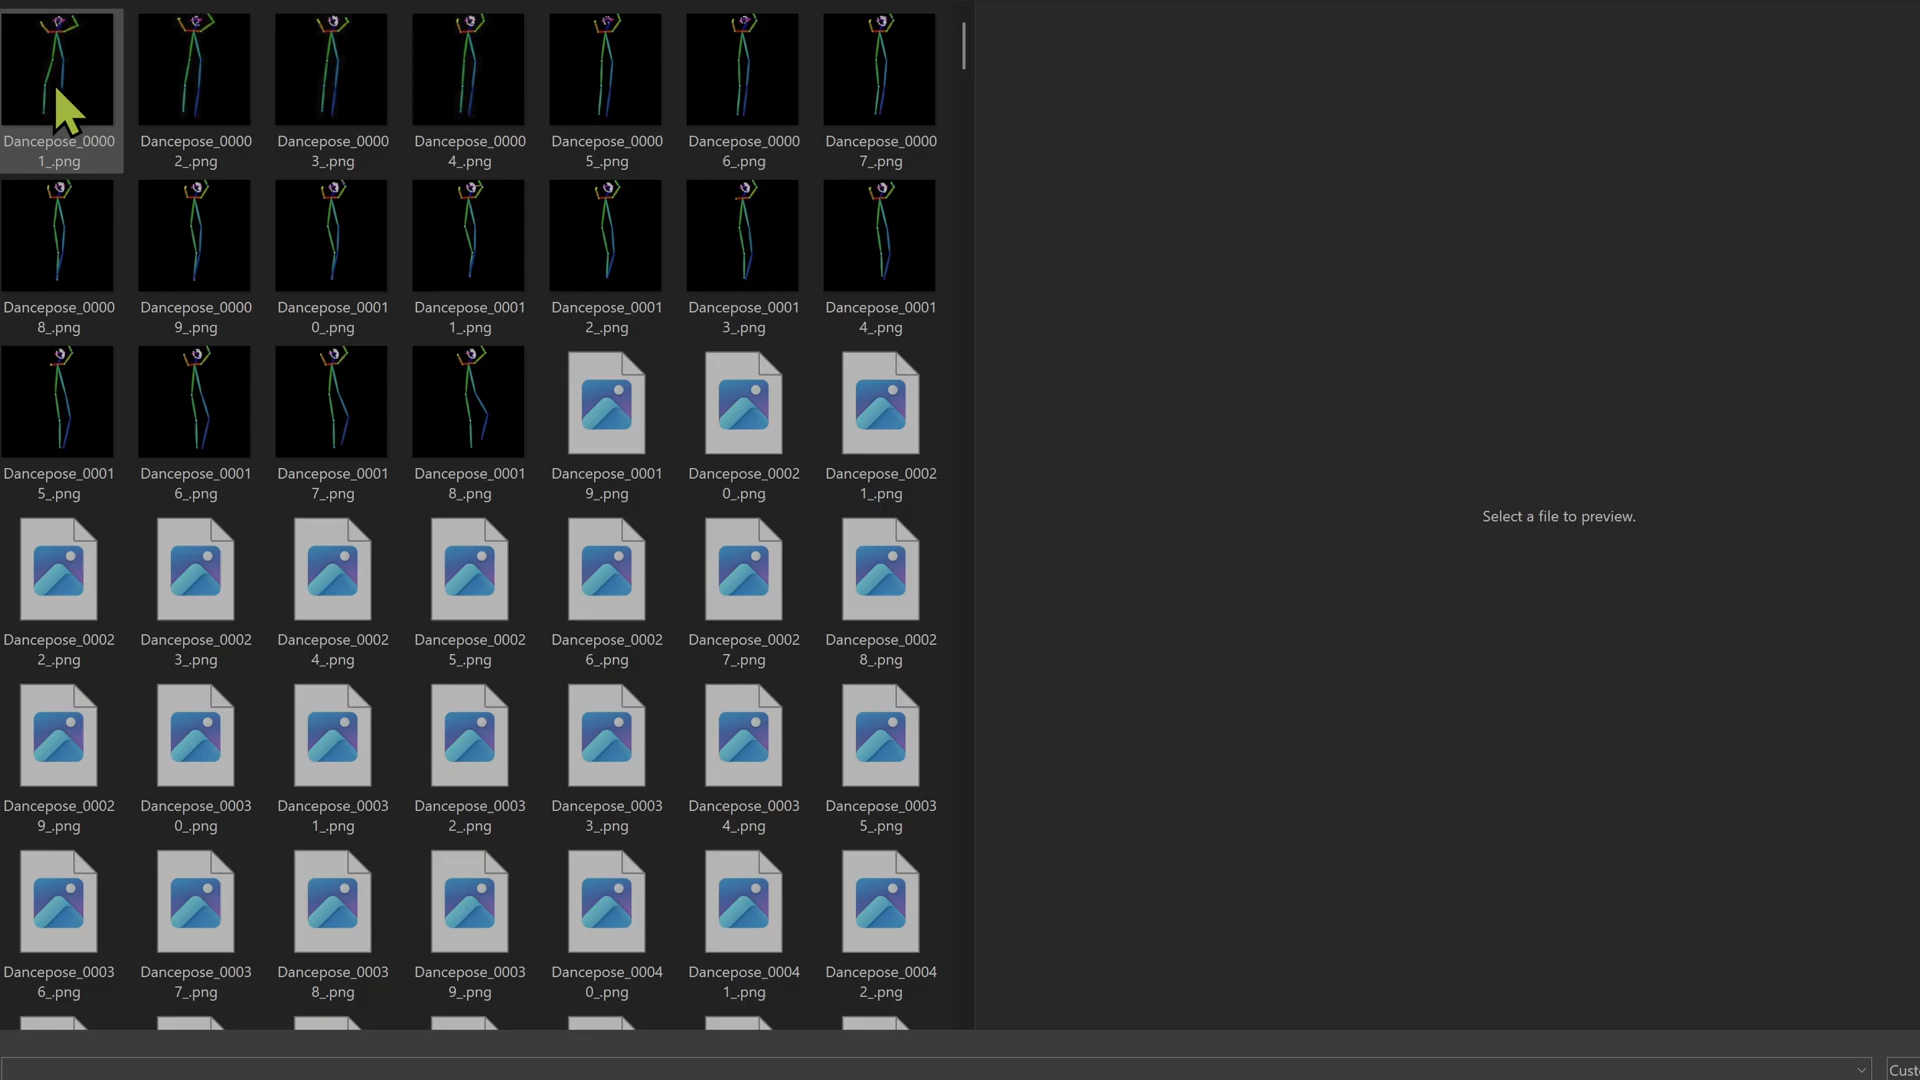 Dancepose_0000 Dancepose_0000 Dancepose_0000 Dancepose_0000 Dancepose_0000 Dancepose_0000 Dancepose_0000
1_.png 2_.png 3_.png 4_.png 5_.png 6_.png 7_.png
Dancepose_0000 Dancepose_0000 Dancepose_0001 Dancepose_0001 Dancepose_0001 Dancepose_0001 Dancepose_0001
8_.png 9_.png 0_.png 1_.png 2_.png 3_.png 4_.png
Dancepose_0001 Dancepose_0001 Dancepose_0001 Dancepose_0001 Dancepose_0001 Dancepose_0002 Dancepose_0002
5_.png 6_.png 7_.png 8_.png 9_.png 0_.png 1_.png
Select a file to preview.
Dancepose_0002 Dancepose_0002 Dancepose_0002 Dancepose_0002 Dancepose_0002 Dancepose_0002 Dancepose_0002
2_.png 3_.png 4_.png 5_.png 6_.png 7_.png 8_.png
Dancepose_0002 Dancepose_0003 Dancepose_0003 Dancepose_0003 Dancepose_0003 Dancepose_0003 Dancepose_0003
9_.png 0_.png 1_.png 2_.png 3_.png 4_.png 5_.png
Dancepose_0003 Dancepose_0003 Dancepose_0003 Dancepose_0003 Dancepose_0004 Dancepose_0004 Dancepose_0004
6_.png 7_.png 8_.png 9_.png 0_.png 1_.png 2_.png
Custo